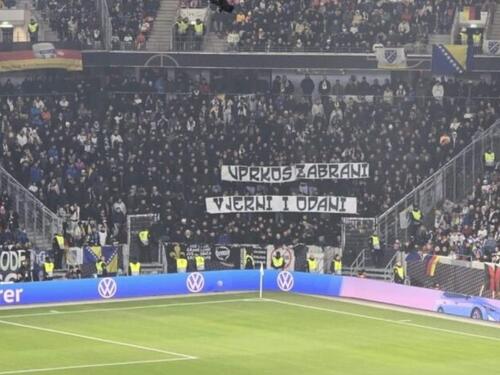 UPRKOS ZABRANI
VJERNI I ODANI